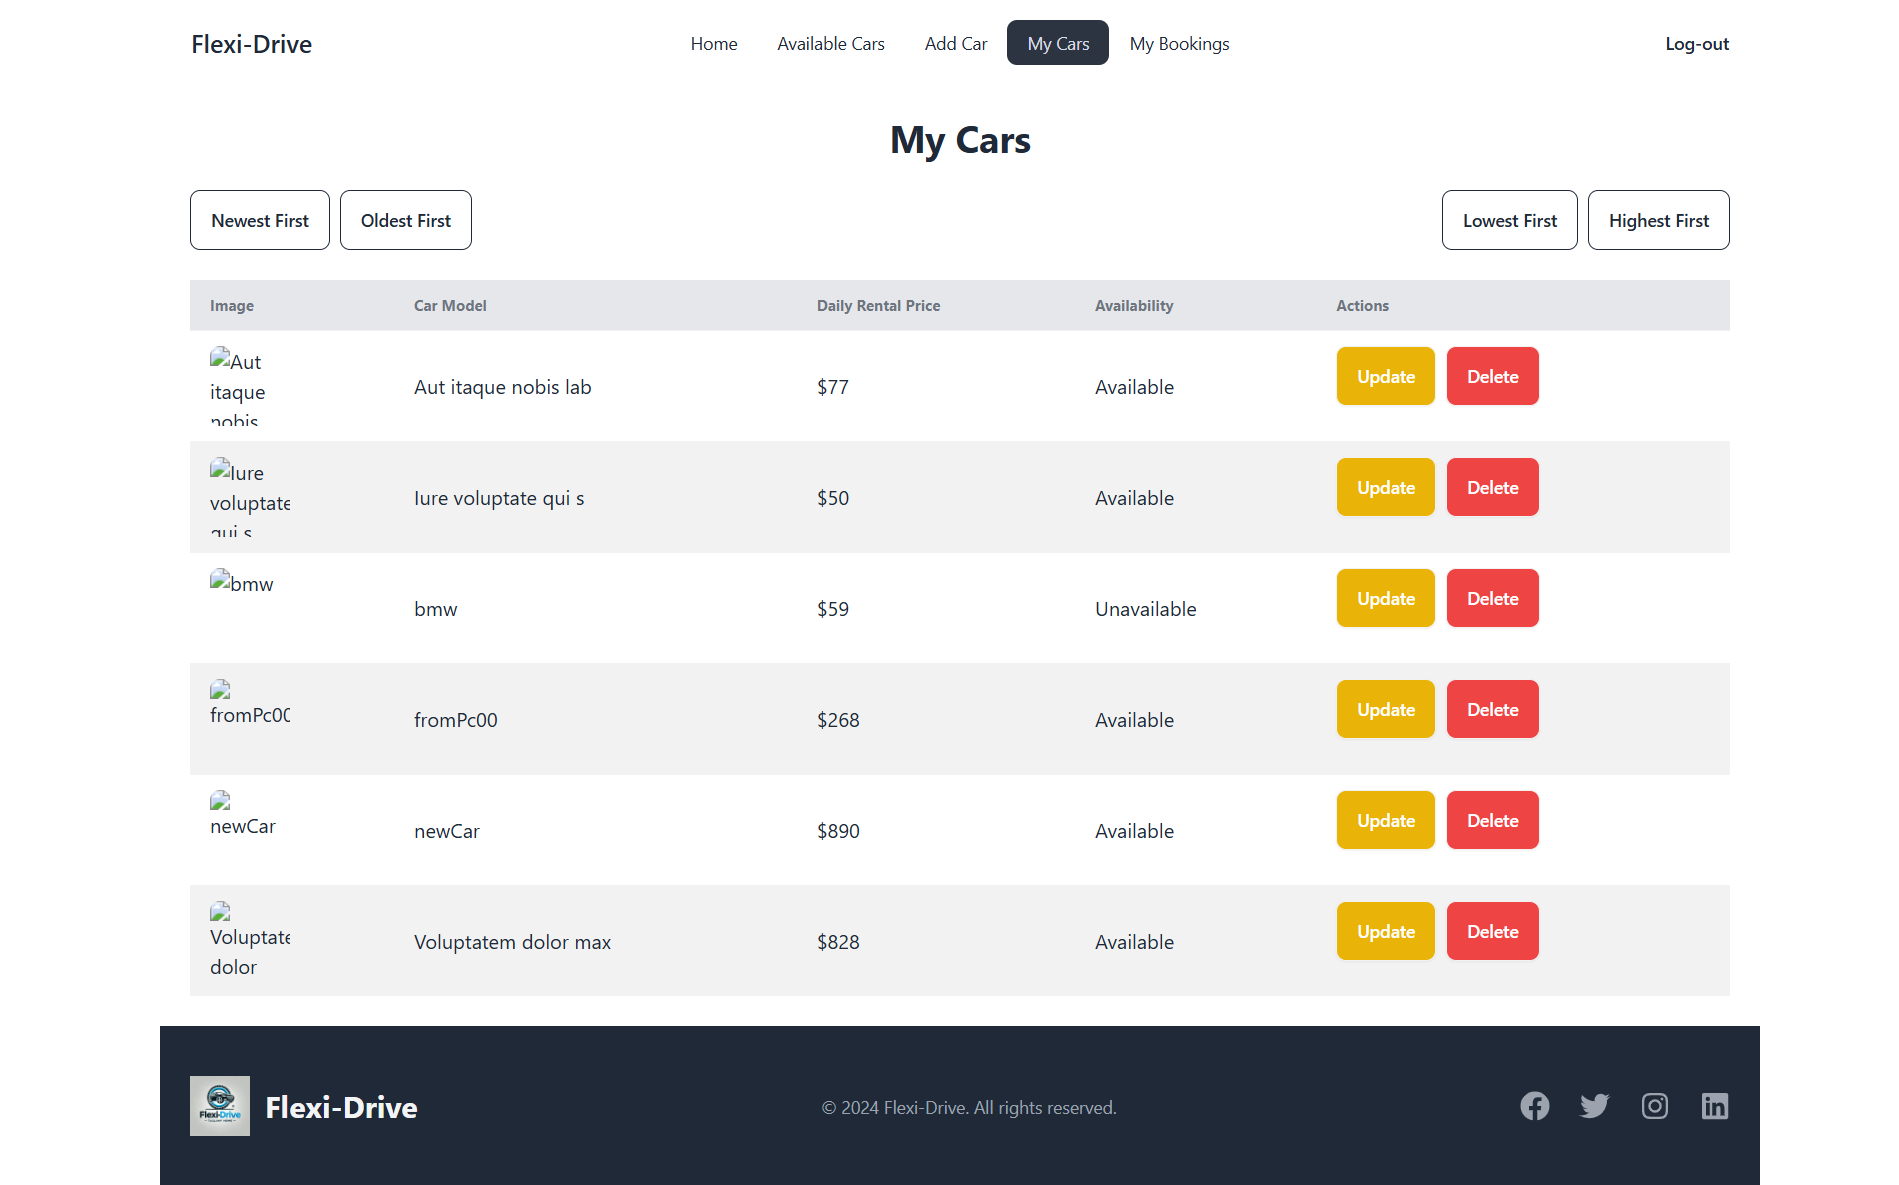 Flexi-Drive Home Available Cars Add Car My Cars My Bookings Log-out
My Cars
Newest First Oldest First Lowest First Highest First
Image Car Model Daily Rental Price Availability Actions
Aut
itaque
nobis
Aut itaque nobis lab $77 Available Update Delete
Iure
voluptate
qui s
Iure voluptate qui s $50 Available Update Delete
bmw
bmw $59 Unavailable Update Delete
fromPc00
fromPc00 $268 Available Update Delete
newCar
newCar $890 Available Update Delete
Voluptate
dolor
Voluptatem dolor max $828 Available Update Delete
Flexi-Drive
Flexi-Drive © 2024 Flexi-Drive. All rights reserved.